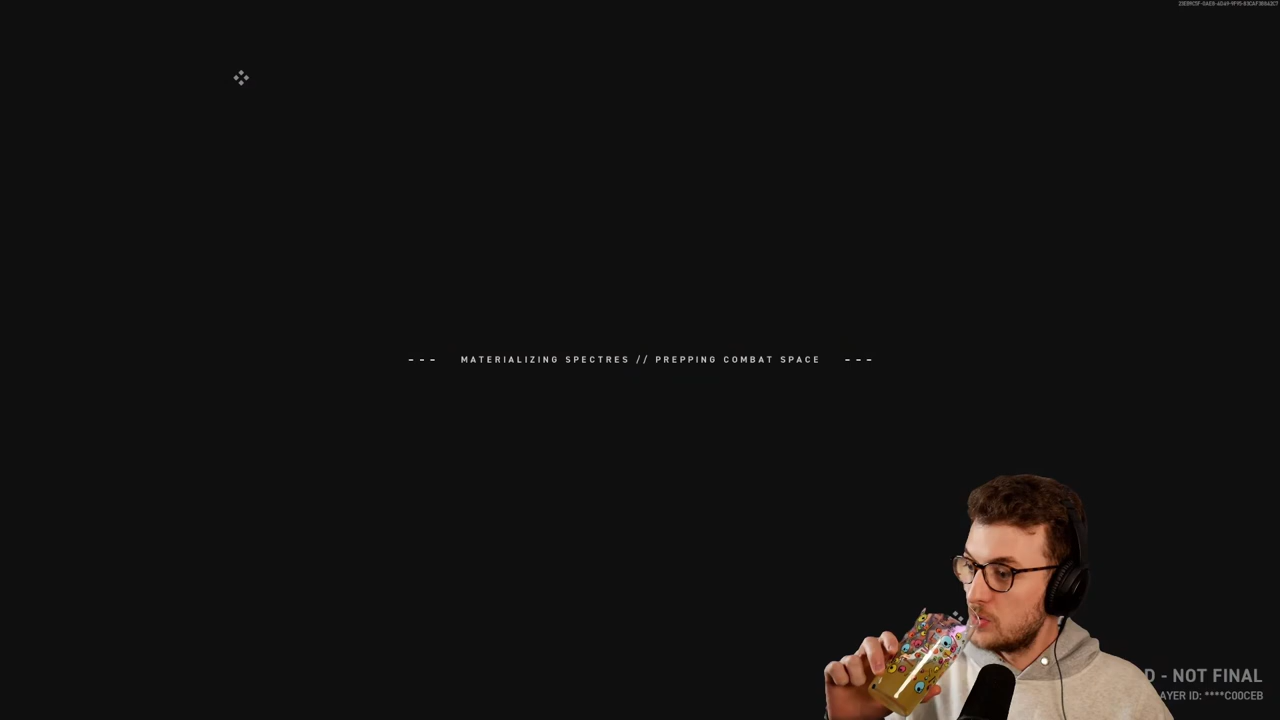 --- MATERIALIZING SPECTRES // PREPPING COMBAT SPACE ---
D - NOT FINAL
AYER ID: ****C00CEB